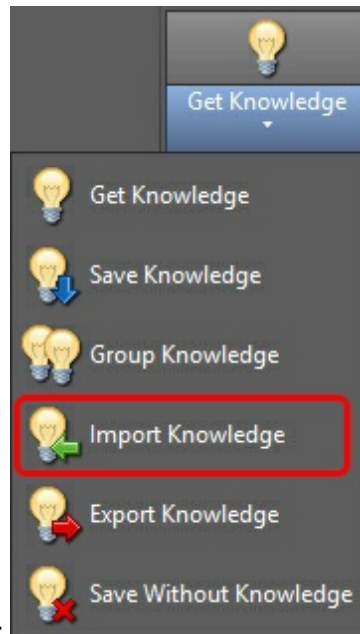 Get Knowledge
Get Knowledge
Save Knowledge
Group Knowledge
Import Knowledge
Export Knowledge
Save Without Knowledge